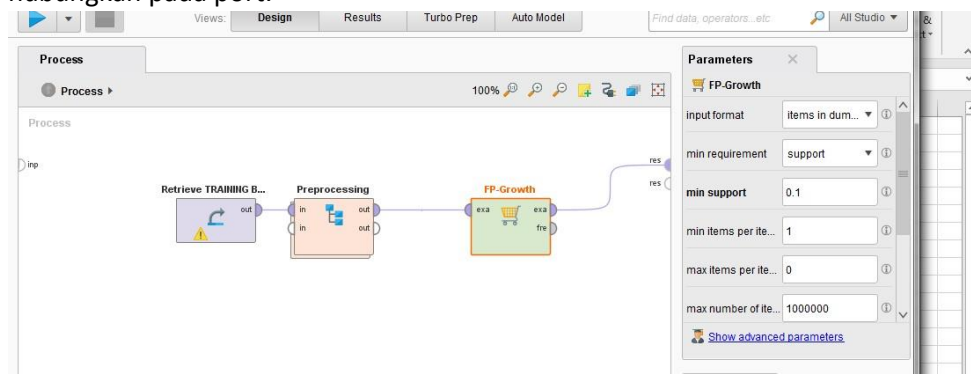 hubungkan pada port.
Views:
Design
Results
Turbo Prep
Auto Model
Find data, operators...etc
All Studio
Process
Parameters
Process
100%
FP-Growth
input format
items in dum...
Process
min requirement
support
inp
res
res
min support
0.1
Retrieve TRAINING B...
Preprocessing
FP-Growth
out
in
out
exa
exa
in
out
fre
min items per ite...
1
max items per ite...
0
max number of ite...
1000000
Show advanced parameters